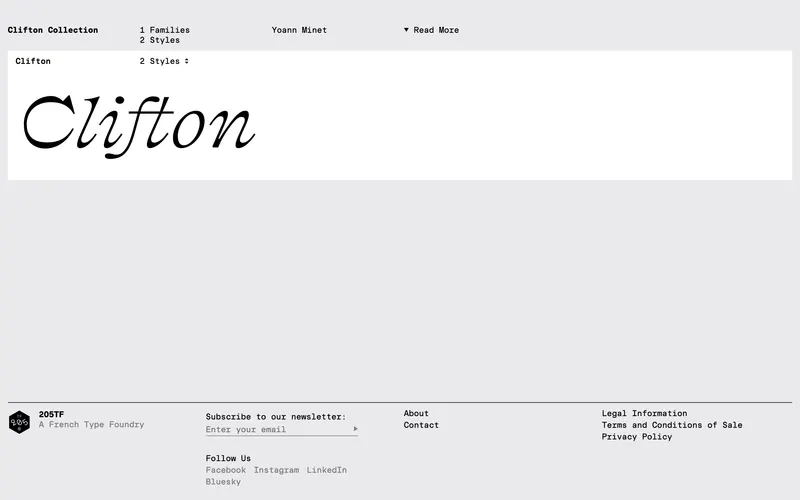 Clifton Collection
1 Families
2 Styles
Yoann Minet
▼ Read More
Clifton
2 Styles
Clifton
205
205TF
A French Type Foundry
Subscribe to our newsletter:
Enter your email
Follow Us
Facebook Instagram LinkedIn
Bluesky
About
Contact
Legal Information
Terms and Conditions of Sale
Privacy Policy